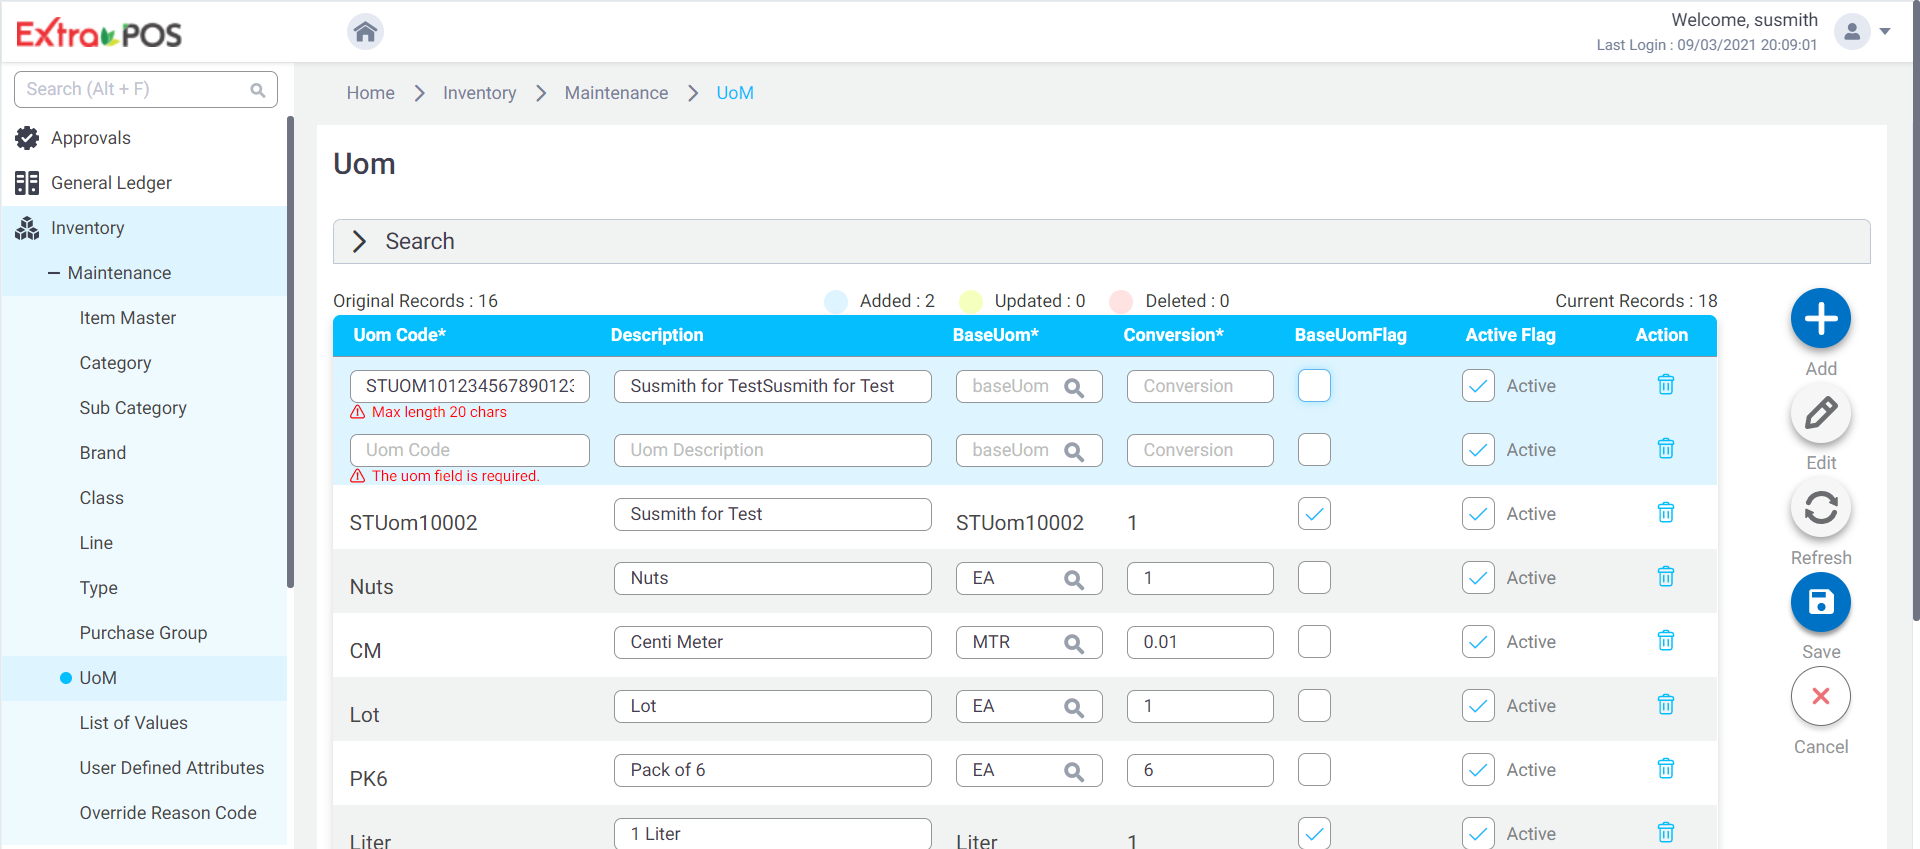 Extra POS
Welcome, susmith
Last Login : 09/03/2021 20:09:01
Search (Alt + F)
Home > Inventory > Maintenance > UoM
Approvals
General Ledger
Inventory
Maintenance
Item Master
Category
Sub Category
Brand
Class
Line
Type
Purchase Group
UoM
List of Values
User Defined Attributes
Override Reason Code
Uom
Search
Original Records : 16 Added : 2 Updated : 0 Deleted : 0 Current Records : 18
Uom Code* Description BaseUom* Conversion* BaseUomFlag Active Flag Action
STUOM10123456789012 Susmith for TestSusmith for Test baseUom Conversion Active
Max length 20 chars
Uom Code Uom Description baseUom Conversion Active
The uom field is required.
STUom10002 Susmith for Test STUom10002 1 Active
Nuts Nuts EA 1 Active
CM Centi Meter MTR 0.01 Active
Lot Lot EA 1 Active
PK6 Pack of 6 EA 6 Active
Liter 1 Liter Liter 1 Active
Add
Edit
Refresh
Save
Cancel